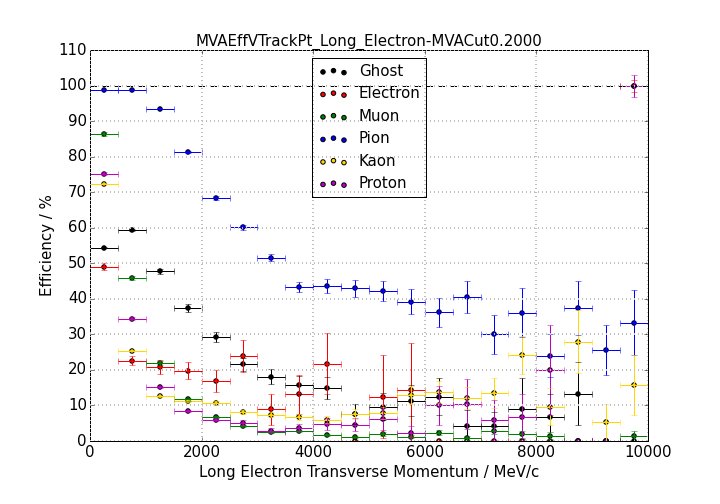 MVAEffVTrackPt_Long_Electron-MVACut0.2000
110
100
90
80
70
60
50
40
30
20
10
0
Efficiency / %
Ghost
Electron
Muon
Pion
Kaon
Proton
0 2000 4000 6000 8000 10000
Long Electron Transverse Momentum / MeV/c